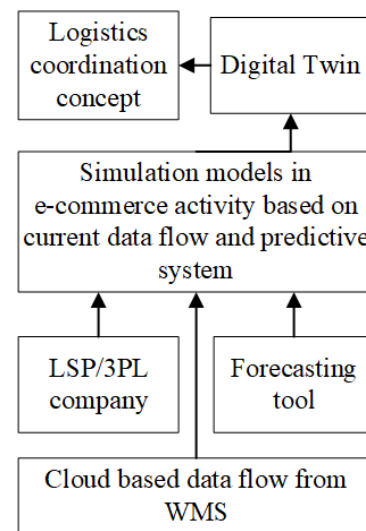 Logistics
coordination
concept
Digital Twin
Simulation models in
e-commerce activity based on
current data flow and predictive
system
LSP/3PL
company
Forecasting
tool
Cloud based data flow from
WMS